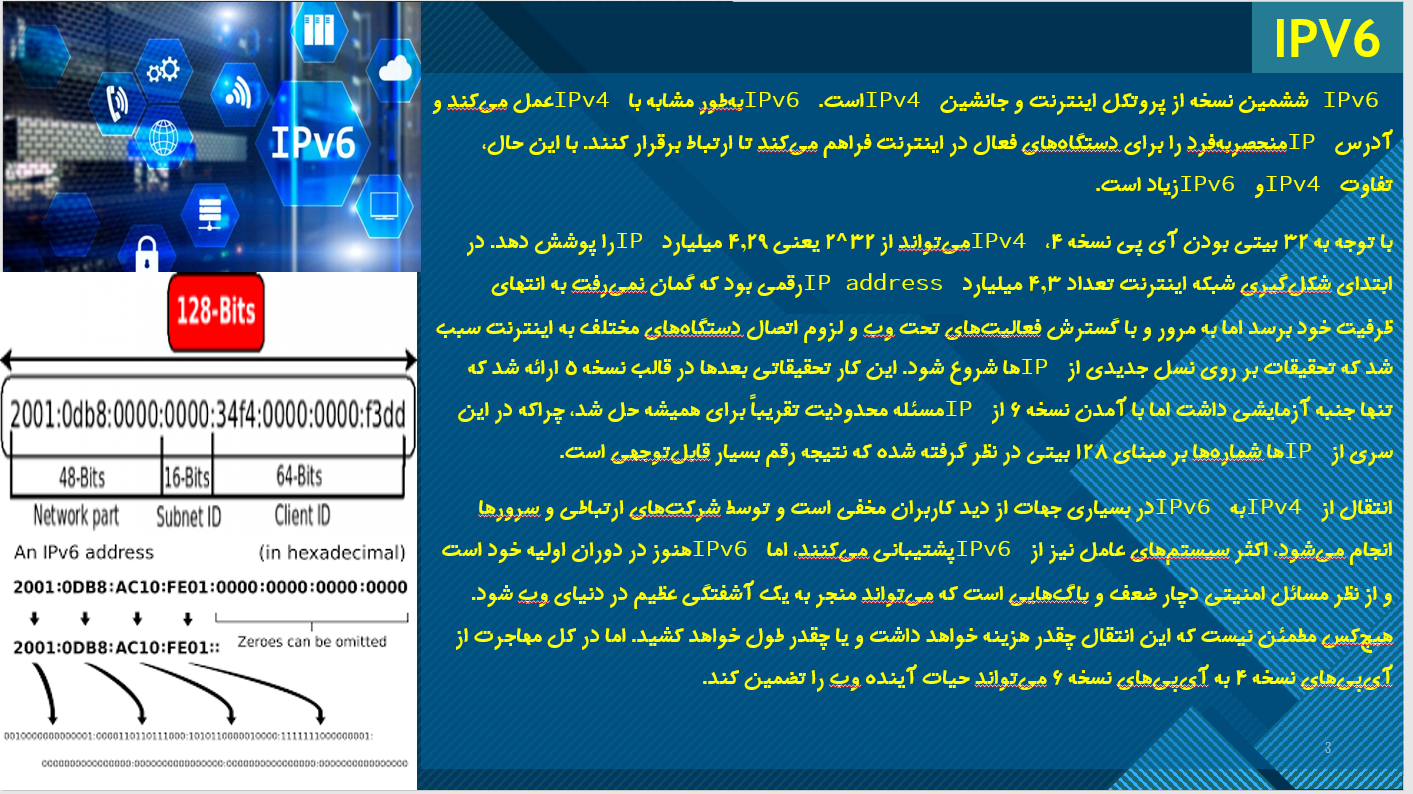 IPV6
IPv6 ششمین نسخه از پروتکل اینترنت و جانشین IPv4 است. IPv6 به‌طور مشابه با IPv4 عمل می‌کند و
آدرس IP منحصربه‌فرد را برای دستگاه‌های فعال در اینترنت فراهم می‌کند تا ارتباط برقرار کنند. با این حال،
تفاوت IPv4 و IPv6 زیاد است.
با توجه به ۳۲ بیتی بودن آی پی نسخه ۴، IPv4 می‌تواند از ۳۲^۲ یعنی ۴٫۲۹ میلیارد IP را پوشش دهد. در
ابتدای شکل‌گیری شبکه اینترنت تعداد ۴٫۳ میلیارد IP address رقمی بود که گمان نمی‌رفت به انتهای
ظرفیت خود برسد اما به مرور و با گسترش فعالیت‌های تحت وب و لزوم اتصال دستگاه‌های مختلف به اینترنت سبب
شد که تحقیقات بر روی نسل جدیدی از IP ها شروع شود. این کار تحقیقاتی بعدها در قالب نسخه ۵ ارائه شد که
تنها جنبه آزمایشی داشت اما با آمدن نسخه ۶ از IP مسئله محدودیت تقریباً برای همیشه حل شد، چراکه در این
سری از IP ها شماره‌ها بر مبنای ۱۲۸ بیتی در نظر گرفته شده که نتیجه رقم بسیار قابل‌توجهی است.
انتقال از IPv4 به IPv6 در بسیاری جهات از دید کاربران مخفی است و توسط شرکت‌های ارتباطی و سرورها
انجام می‌شود، اکثر سیستم‌های عامل نیز از IPv6 پشتیبانی می‌کنند، اما IPv6 هنوز در دوران اولیه خود است
و از نظر مسائل امنیتی دچار ضعف و باگ‌هایی است که می‌تواند منجر به یک آشفتگی عظیم در دنیای وب شود.
هیچ‌کس مطمئن نیست که این انتقال چقدر هزینه خواهد داشت و یا چقدر طول خواهد کشید. اما در کل مهاجرت از
آی‌پی‌های نسخه ۴ به آی‌پی‌های نسخه ۶ می‌تواند حیات آینده وب را تضمین کند.
3
IPv6
128-Bits
2001:0db8:0000:0000:34f4:0000:0000:f3dd
48-Bits 16-Bits 64-Bits
Network part Subnet ID Client ID
An IPv6 address (in hexadecimal)
2001:0DB8:AC10:FE01:0000:0000:0000:0000
2001:0DB8:AC10:FE01:: Zeroes can be omitted
0010000000000001:0000110110111000:1010110000010000:1111111000000001:
0000000000000000:0000000000000000:0000000000000000:0000000000000000